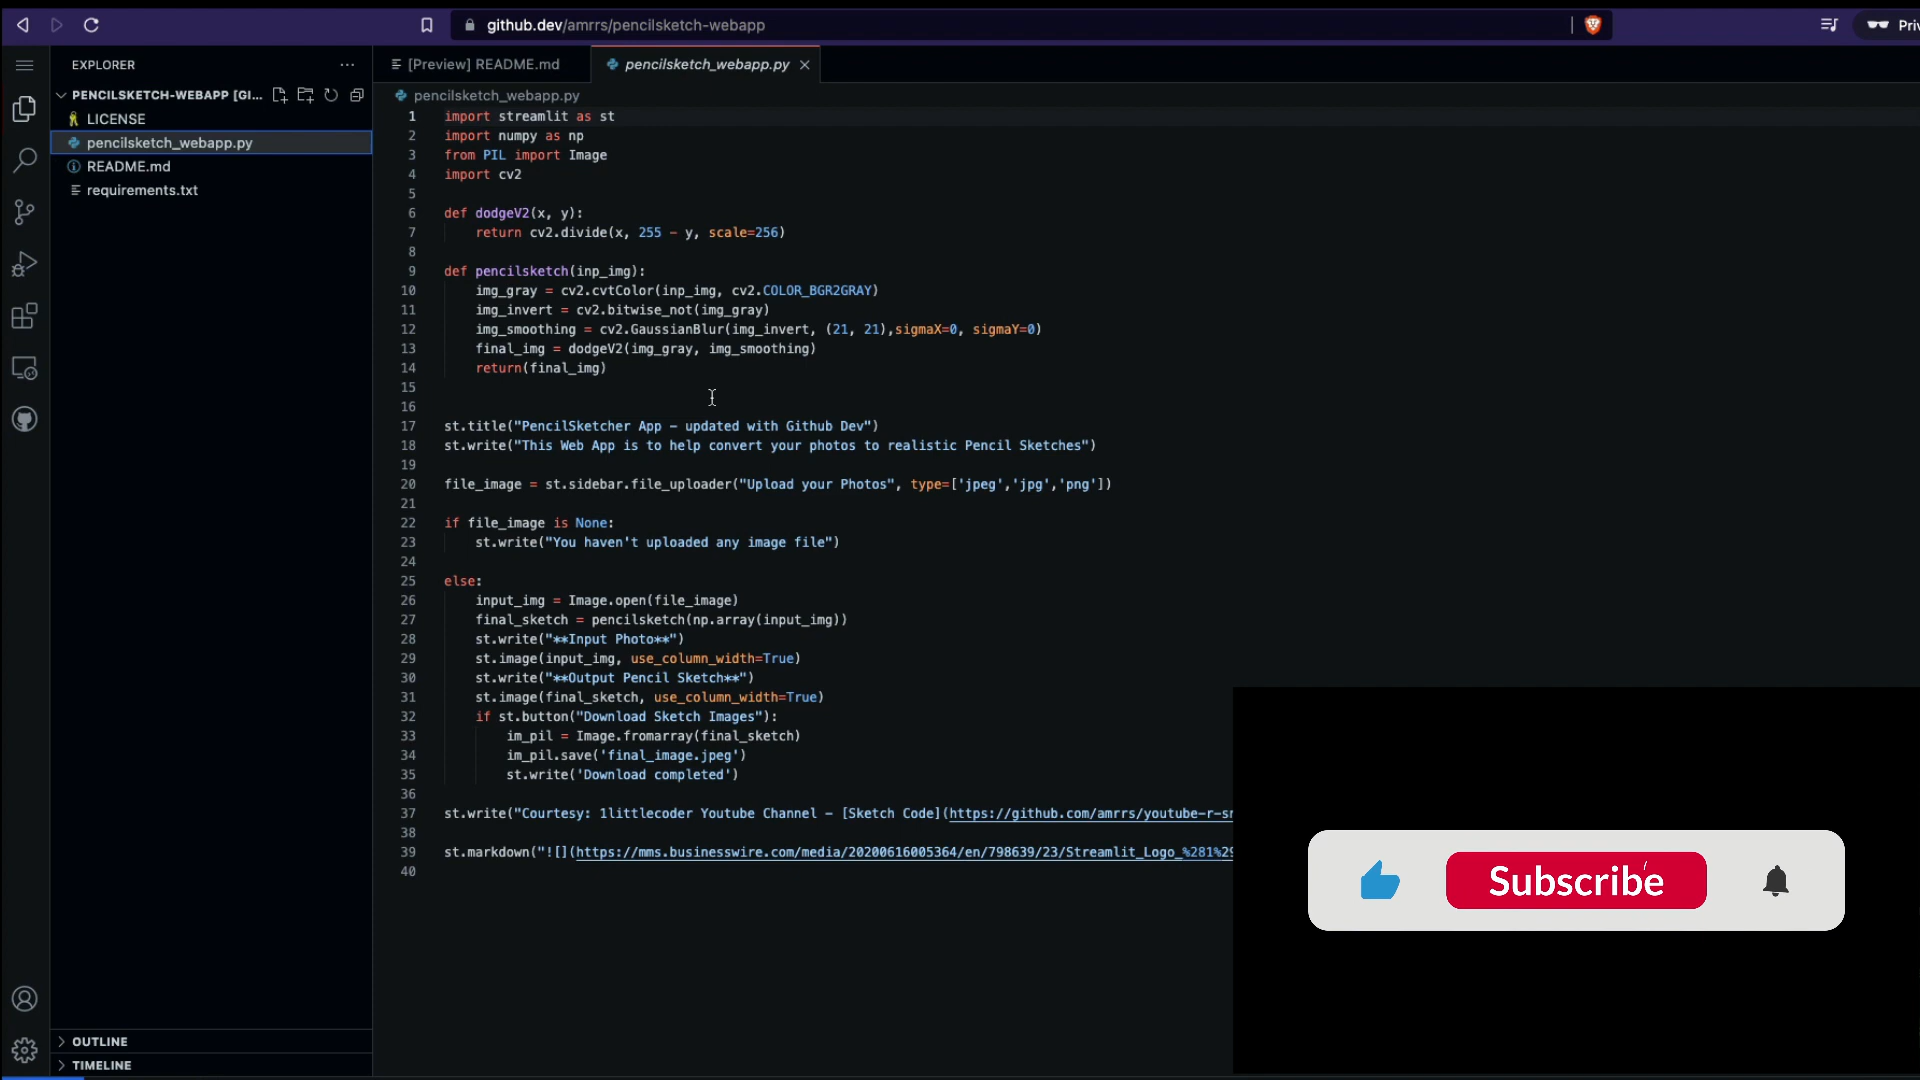 github.dev/amrrs/pencilsketch-webapp
EXPLORER
[Preview] README.md
pencilsketch_webapp.py
PENCILSKETCH-WEBAPP [GI...
LICENSE
pencilsketch_webapp.py
README.md
requirements.txt
OUTLINE
TIMELINE
pencilsketch_webapp.py
1 import streamlit as st
2 import numpy as np
3 from PIL import Image
4 import cv2
5
6 def dodgeV2(x, y):
7 return cv2.divide(x, 255 - y, scale=256)
8
9 def pencilsketch(inp_img):
10 img_gray = cv2.cvtColor(inp_img, cv2.COLOR_BGR2GRAY)
11 img_invert = cv2.bitwise_not(img_gray)
12 img_smoothing = cv2.GaussianBlur(img_invert, (21, 21),sigmaX=0, sigmaY=0)
13 final_img = dodgeV2(img_gray, img_smoothing)
14 return(final_img)
15
16
17 st.title("PencilSketcher App - updated with Github Dev")
18 st.write("This Web App is to help convert your photos to realistic Pencil Sketches")
19
20 file_image = st.sidebar.file_uploader("Upload your Photos", type=['jpeg','jpg','png'])
21
22 if file_image is None:
23 st.write("You haven't uploaded any image file")
24
25 else:
26 input_img = Image.open(file_image)
27 final_sketch = pencilsketch(np.array(input_img))
28 st.write("**Input Photo**")
29 st.image(input_img, use_column_width=True)
30 st.write("**Output Pencil Sketch**")
31 st.image(final_sketch, use_column_width=True)
32 if st.button("Download Sketch Images"):
33 im_pil = Image.fromarray(final_sketch)
34 im_pil.save('final_image.jpeg')
35 st.write('Download completed')
36
37 st.write("Courtesy: 1littlecoder Youtube Channel - [Sketch Code](https://github.com/amrrs/youtube-r-sn
38
39 st.markdown("![](https://mms.businesswire.com/media/20200616005364/en/798639/23/Streamlit_Logo_%281%29
40
Subscribe